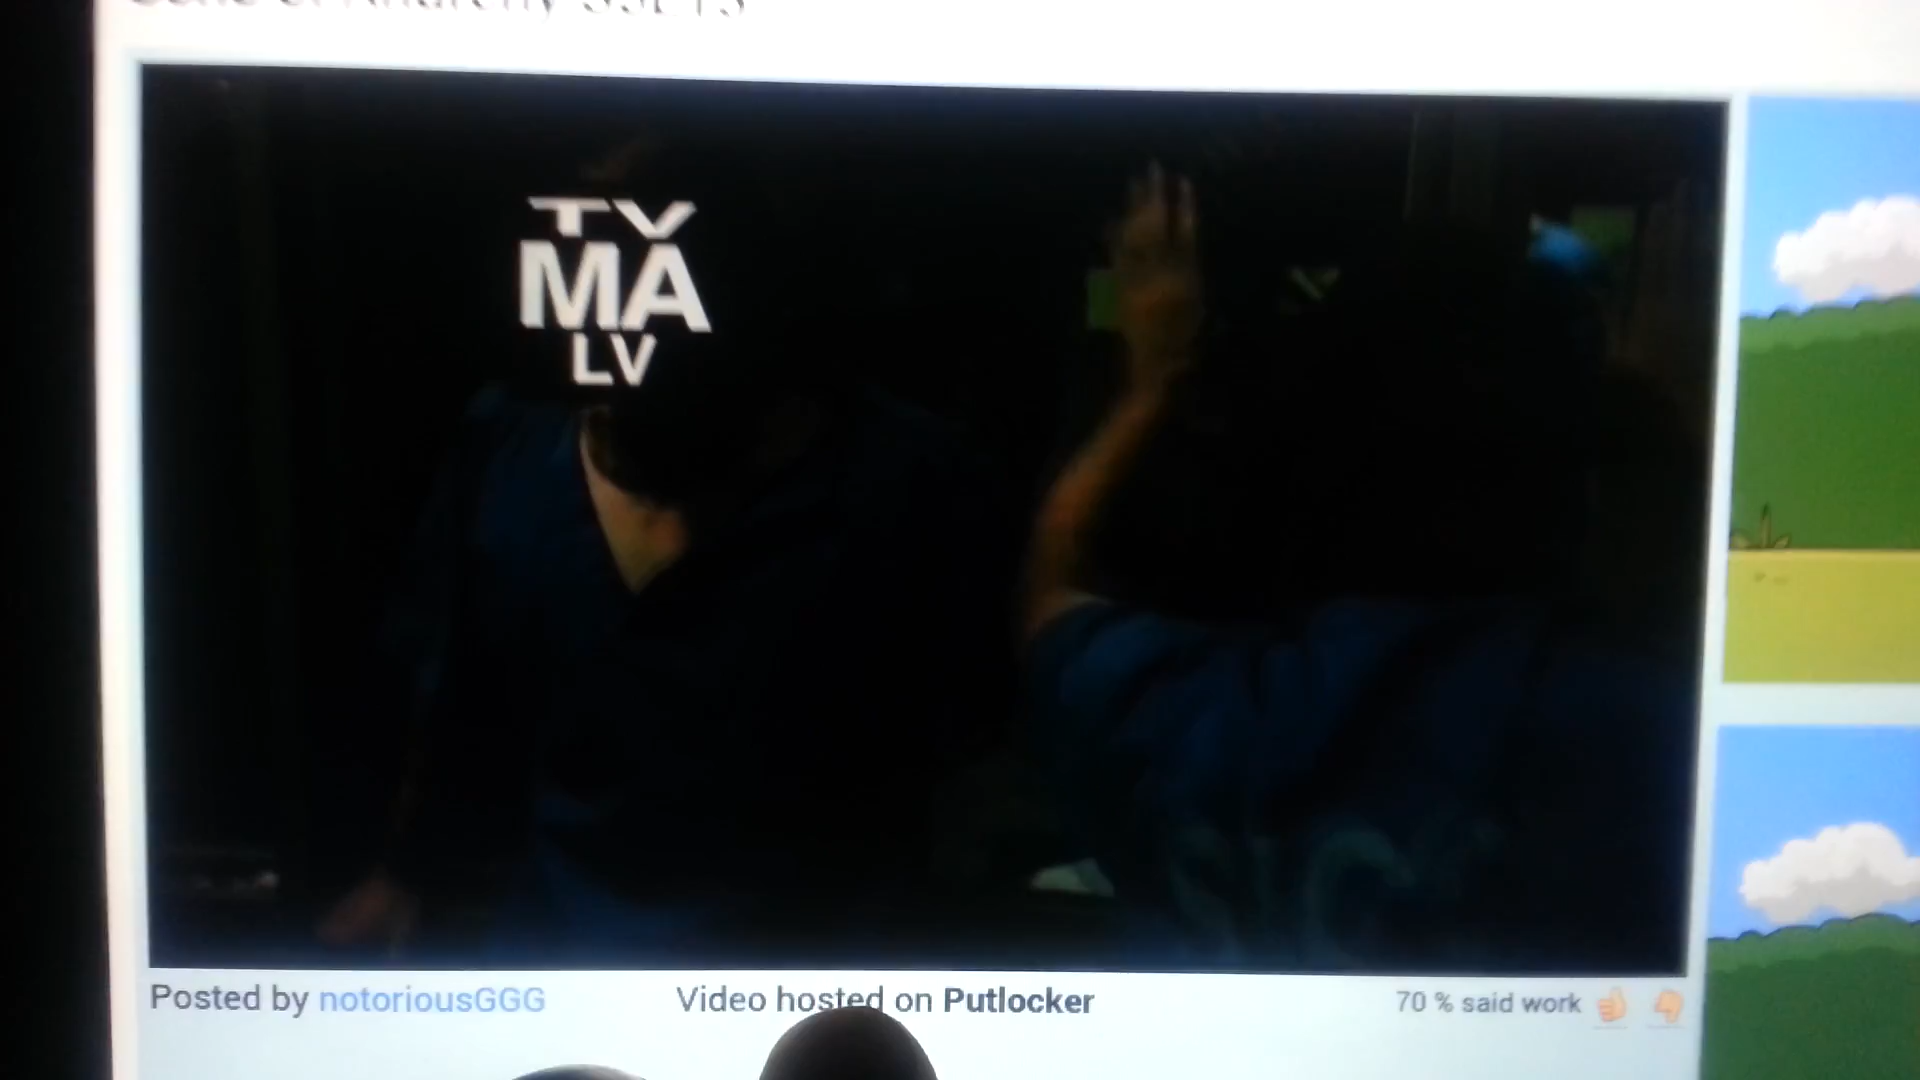 TV
MA
LV
Posted by notoriousGGG
Video hosted on Putlocker
70 % said work